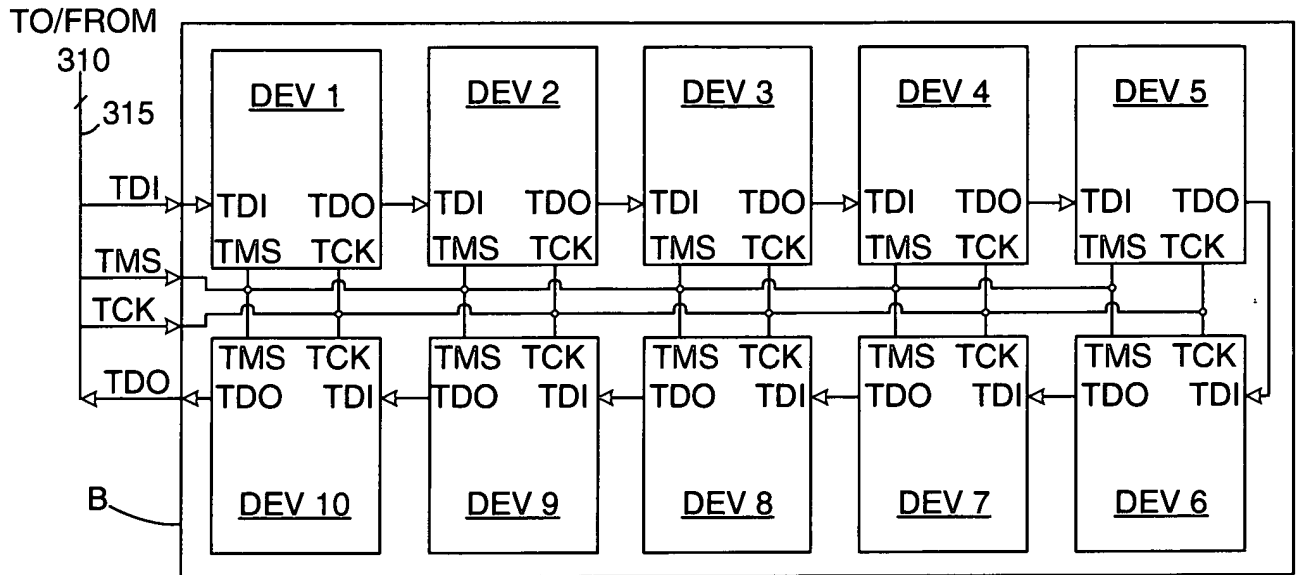 TO/FROM
310
315
DEV 1 DEV 2 DEV 3 DEV 4 DEV 5
TDI TDI TDO TDI TDO TDI TDO TDI TDO TDI TDO
TMS TCK TMS TCK TMS TCK TMS TCK TMS TCK
TMS
TCK
TMS TCK TMS TCK TMS TCK TMS TCK TMS TCK
TDO TDO TDI TDO TDI TDO TDI TDO TDI TDO TDI
B DEV 10 DEV 9 DEV 8 DEV 7 DEV 6